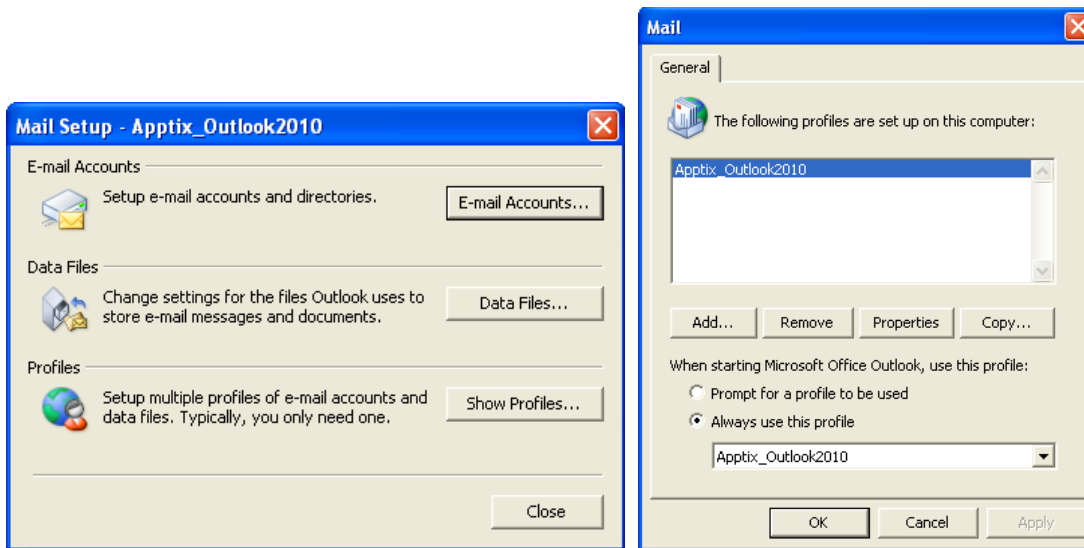 Mail Setup - Apptix_Outlook2010
E-mail Accounts
Setup e-mail accounts and directories.
E-mail Accounts...
Data Files
Change settings for the files Outlook uses to
store e-mail messages and documents.
Data Files...
Profiles
Setup multiple profiles of e-mail accounts and
data files. Typically, you only need one.
Show Profiles...
Close
Mail
General
The following profiles are set up on this computer:
Apptix_Outlook2010
Add... Remove Properties Copy...
When starting Microsoft Office Outlook, use this profile:
Prompt for a profile to be used
Always use this profile
Apptix_Outlook2010
OK Cancel Apply